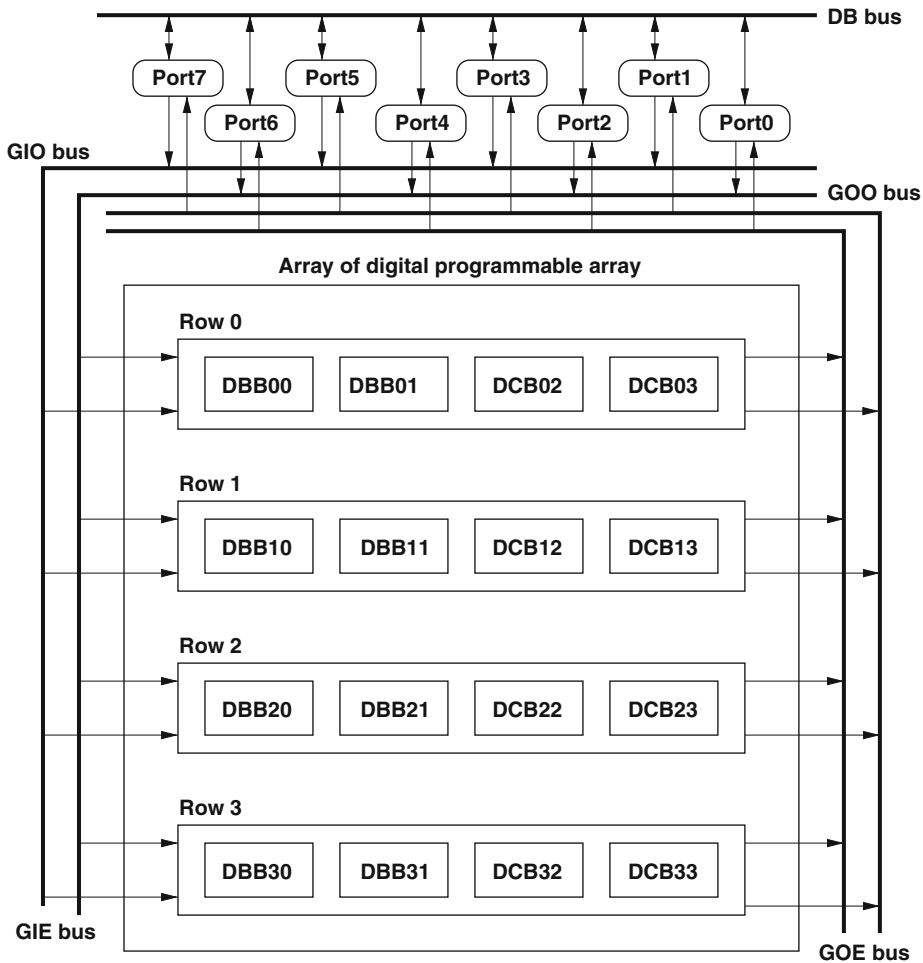 DB bus
Port7
Port5
Port3
Port1
Port6
Port4
Port2
Port0
GIO bus
GOO bus
Array of digital programmable array
Row 0
DBB00
DBB01
DCB02
DCB03
Row 1
DBB10
DBB11
DCB12
DCB13
Row 2
DBB20
DBB21
DCB22
DCB23
Row 3
DBB30
DBB31
DCB32
DCB33
GIE bus
GOE bus